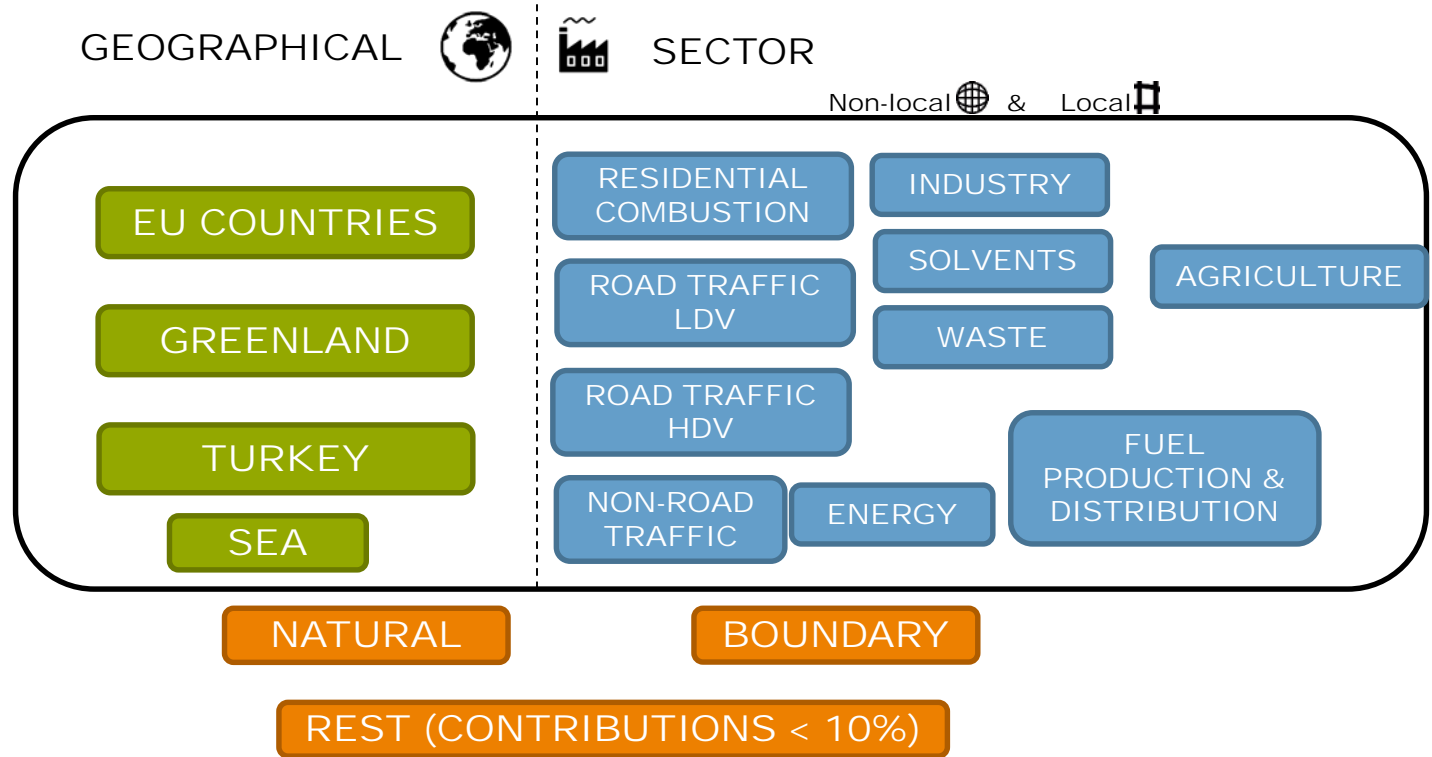 GEOGRAPHICAL
SECTOR
Non-local & Local
EU COUNTRIES
GREENLAND
TURKEY
SEA
RESIDENTIAL
COMBUSTION
ROAD TRAFFIC
LDV
ROAD TRAFFIC
HDV
NON-ROAD
TRAFFIC
INDUSTRY
SOLVENTS
WASTE
ENERGY
AGRICULTURE
FUEL
PRODUCTION &
DISTRIBUTION
NATURAL
BOUNDARY
REST (CONTRIBUTIONS < 10%)